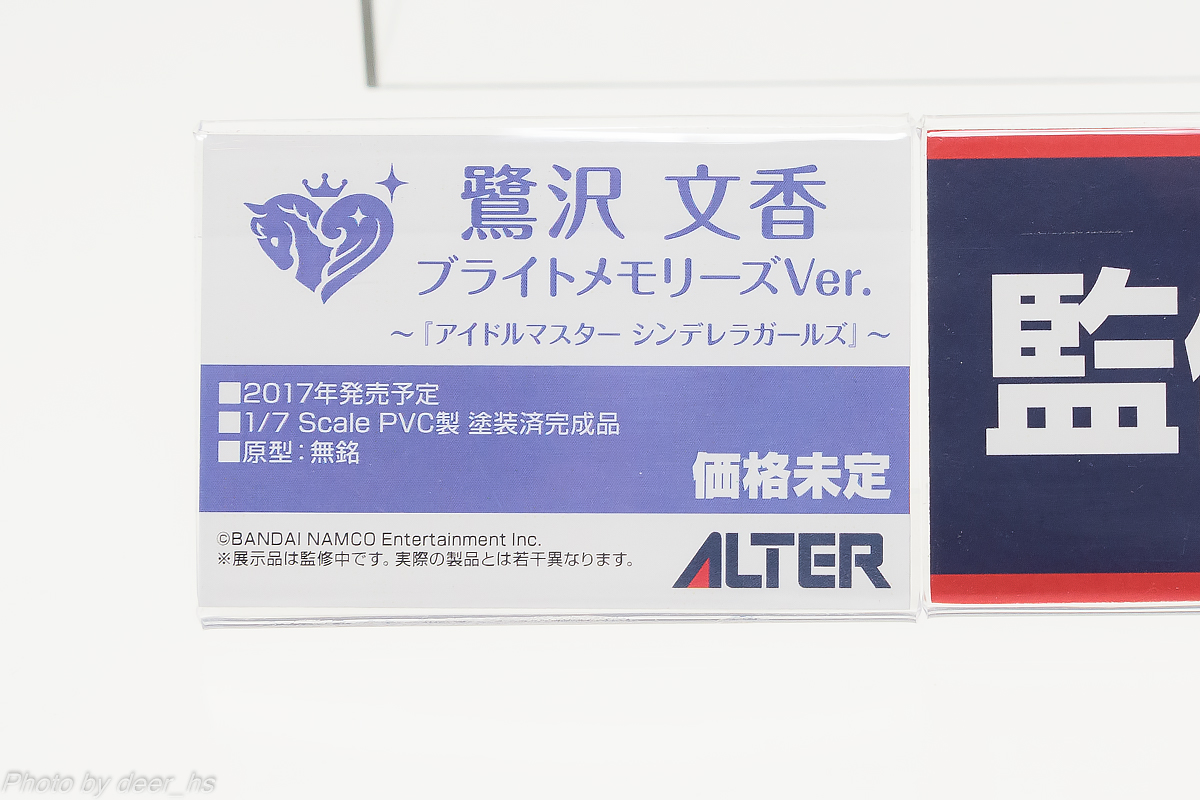 鷺沢 文香
ブライトメモリーズVer.
～『アイドルマスター シンデレラガールズ』～
■2017年発売予定
■1/7 Scale PVC製 塗装済完成品
■原型：無銘
価格未定
©BANDAI NAMCO Entertainment Inc.
※展示品は監修中です。実際の製品とは若干異なります。
ALTER
監
Photo by deer_hs